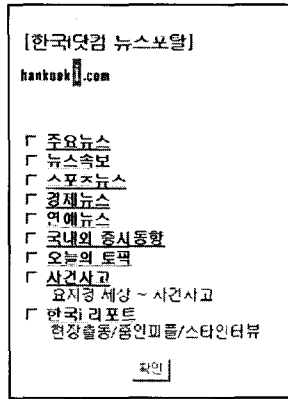 [한국i닷컴 뉴스포탈]
hankooki.com
주요뉴스
뉴스속보
스포츠뉴스
경제뉴스
연예뉴스
국내외 증시동향
오늘의 토픽
사건사고
요지경 세상 ~ 사건사고
한국i 리포트
현장출동/줌인피플/스타인터뷰
확인